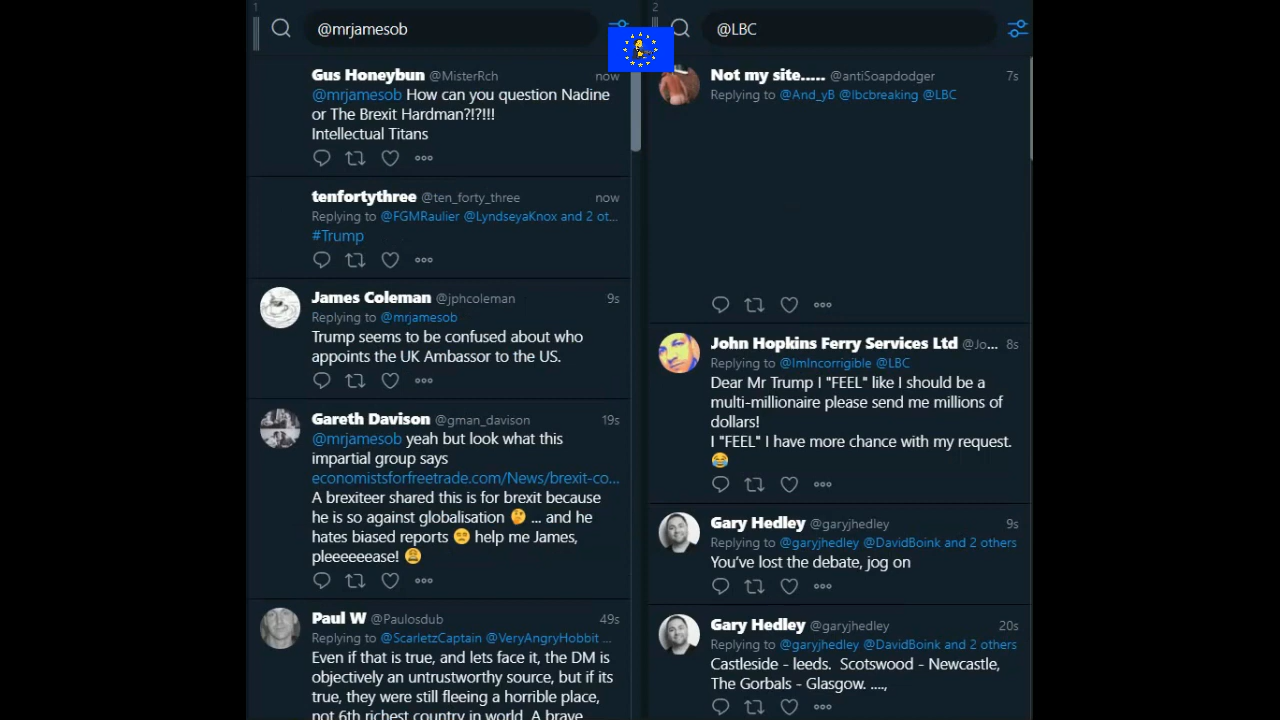 1
@mrjamesob
Gus Honeybun @MisterRch now
@mrjamesob How can you question Nadine
or The Brexit Hardman?!?!!!
Intellectual Titans
tenfortythree @ten_forty_three now
Replying to @FGMRaulier @LyndseyaKnox and 2 ot...
#Trump
James Coleman @jphcoleman 9s
Replying to @mrjamesob
Trump seems to be confused about who
appoints the UK Ambassor to the US.
Gareth Davison @gman_davison 19s
@mrjamesob yeah but look what this
impartial group says
economistsforfreetrade.com/News/brexit-co...
A brexiteer shared this is for brexit because
he is so against globalisation 🤔 ... and he
hates biased reports 😳 help me James,
pleeeeeease! 😩
Paul W @Paulosdub 49s
Replying to @ScarletzCaptain @VeryAngryHobbit ...
Even if that is true, and lets face it, the DM is
objectively an untrustworthy source, but if its
true, they were still fleeing a horrible place,
not 6th richest country in world. A brave
2
@LBC
Not my site..... @antiSoapdodger 7s
Replying to @And_yB @lbcbreaking @LBC
John Hopkins Ferry Services Ltd @Jo... 8s
Replying to @ImIncorrigible @LBC
Dear Mr Trump I "FEEL" like I should be a
multi-millionaire please send me millions of
dollars!
I "FEEL" I have more chance with my request.
😂
Gary Hedley @garyjhedley 9s
Replying to @garyjhedley @DavidBoink and 2 others
You've lost the debate, jog on
Gary Hedley @garyjhedley 20s
Replying to @garyjhedley @DavidBoink and 2 others
Castleside - leeds. Scotswood - Newcastle,
The Gorbals - Glasgow. ....,